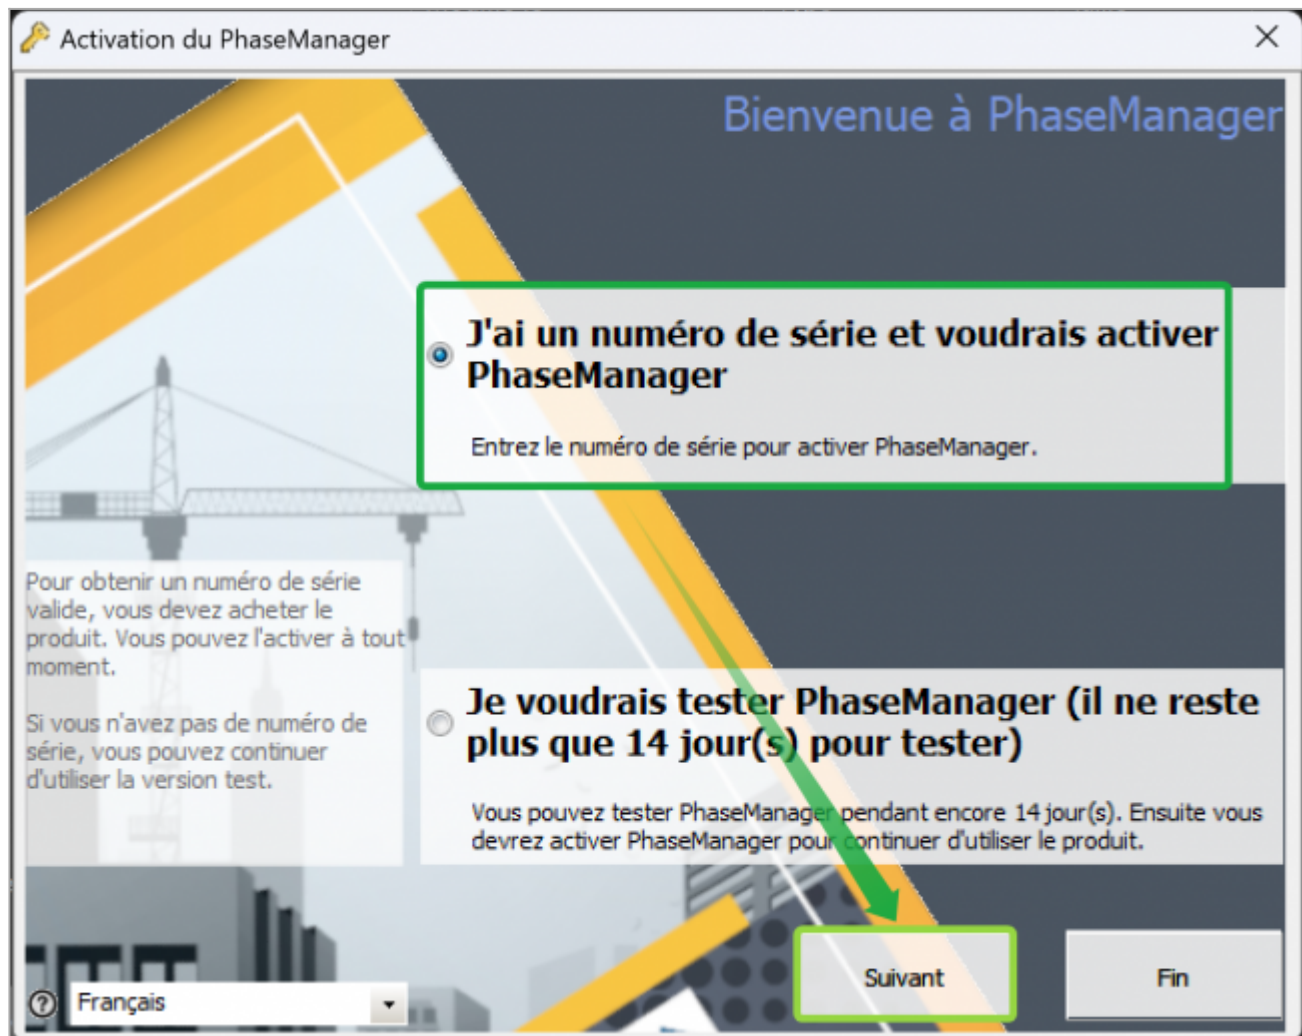 Activation du PhaseManager
Bienvenue à PhaseManager
J'ai un numéro de série et voudrais activer
PhaseManager
Entrez le numéro de série pour activer PhaseManager.
Pour obtenir un numéro de série
valide, vous devez acheter le
produit. Vous pouvez l'activer à tout
moment.
Si vous n'avez pas de numéro de
série, vous pouvez continuer
d'utiliser la version test.
Je voudrais tester PhaseManager (il ne reste
plus que 14 jour(s) pour tester)
Vous pouvez tester PhaseManager pendant encore 14 jour(s). Ensuite vous
devrez activer PhaseManager pour continuer d'utiliser le produit.
Suivant
Fin
Français